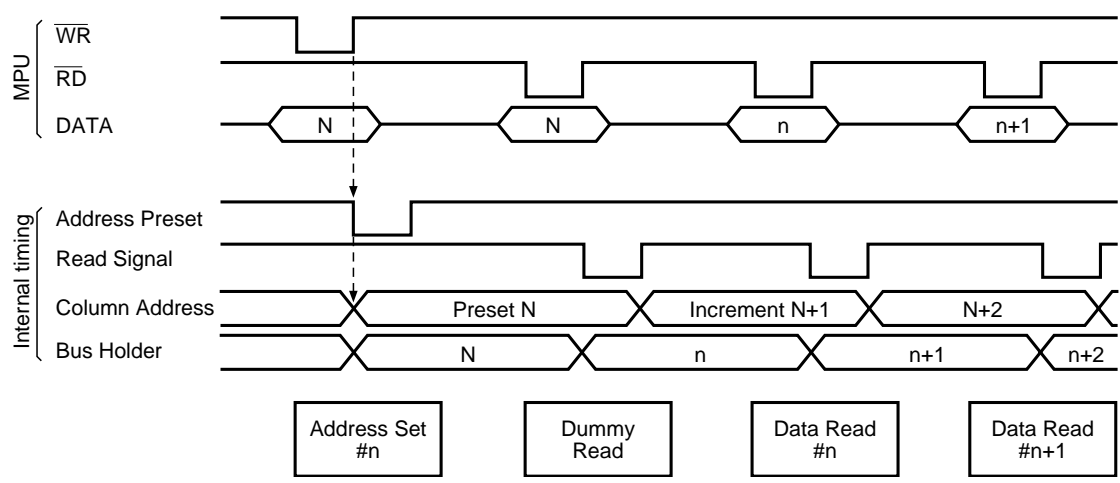 MPU
WR
RD
DATA
N
N
n
n+1
Internal timing
Address Preset
Read Signal
Column Address
Preset N
Increment N+1
N+2
Bus Holder
N
n
n+1
n+2
Address Set
#n
Dummy
Read
Data Read
#n
Data Read
#n+1